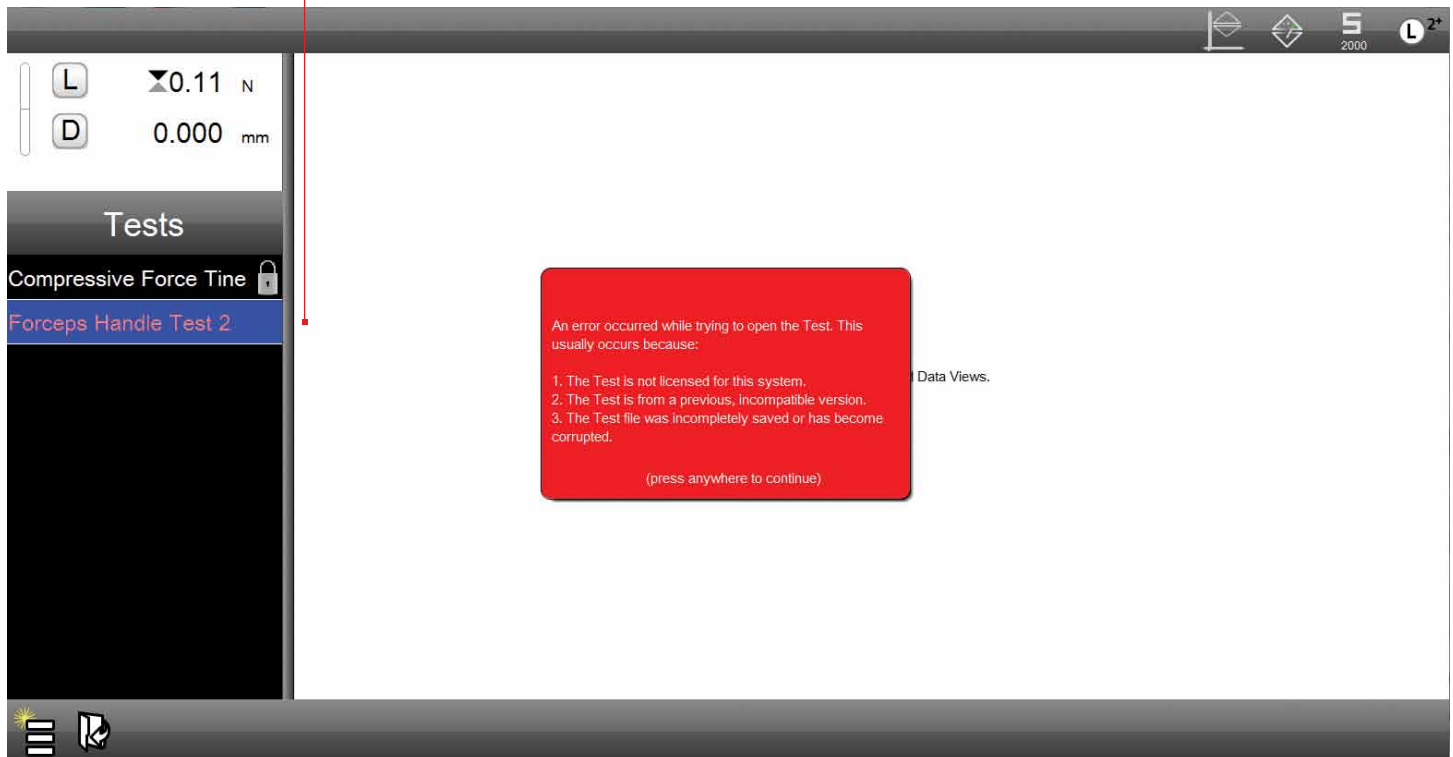 S
2000
L 2+
L 0.11 N
D 0.000 mm
Tests
Compressive Force Tine
Forceps Handle Test 2
An error occurred while trying to open the Test. This
usually occurs because:
1. The Test is not licensed for this system.
2. The Test is from a previous, incompatible version.
3. The Test file was incompletely saved or has become
corrupted.
(press anywhere to continue)
Data Views.